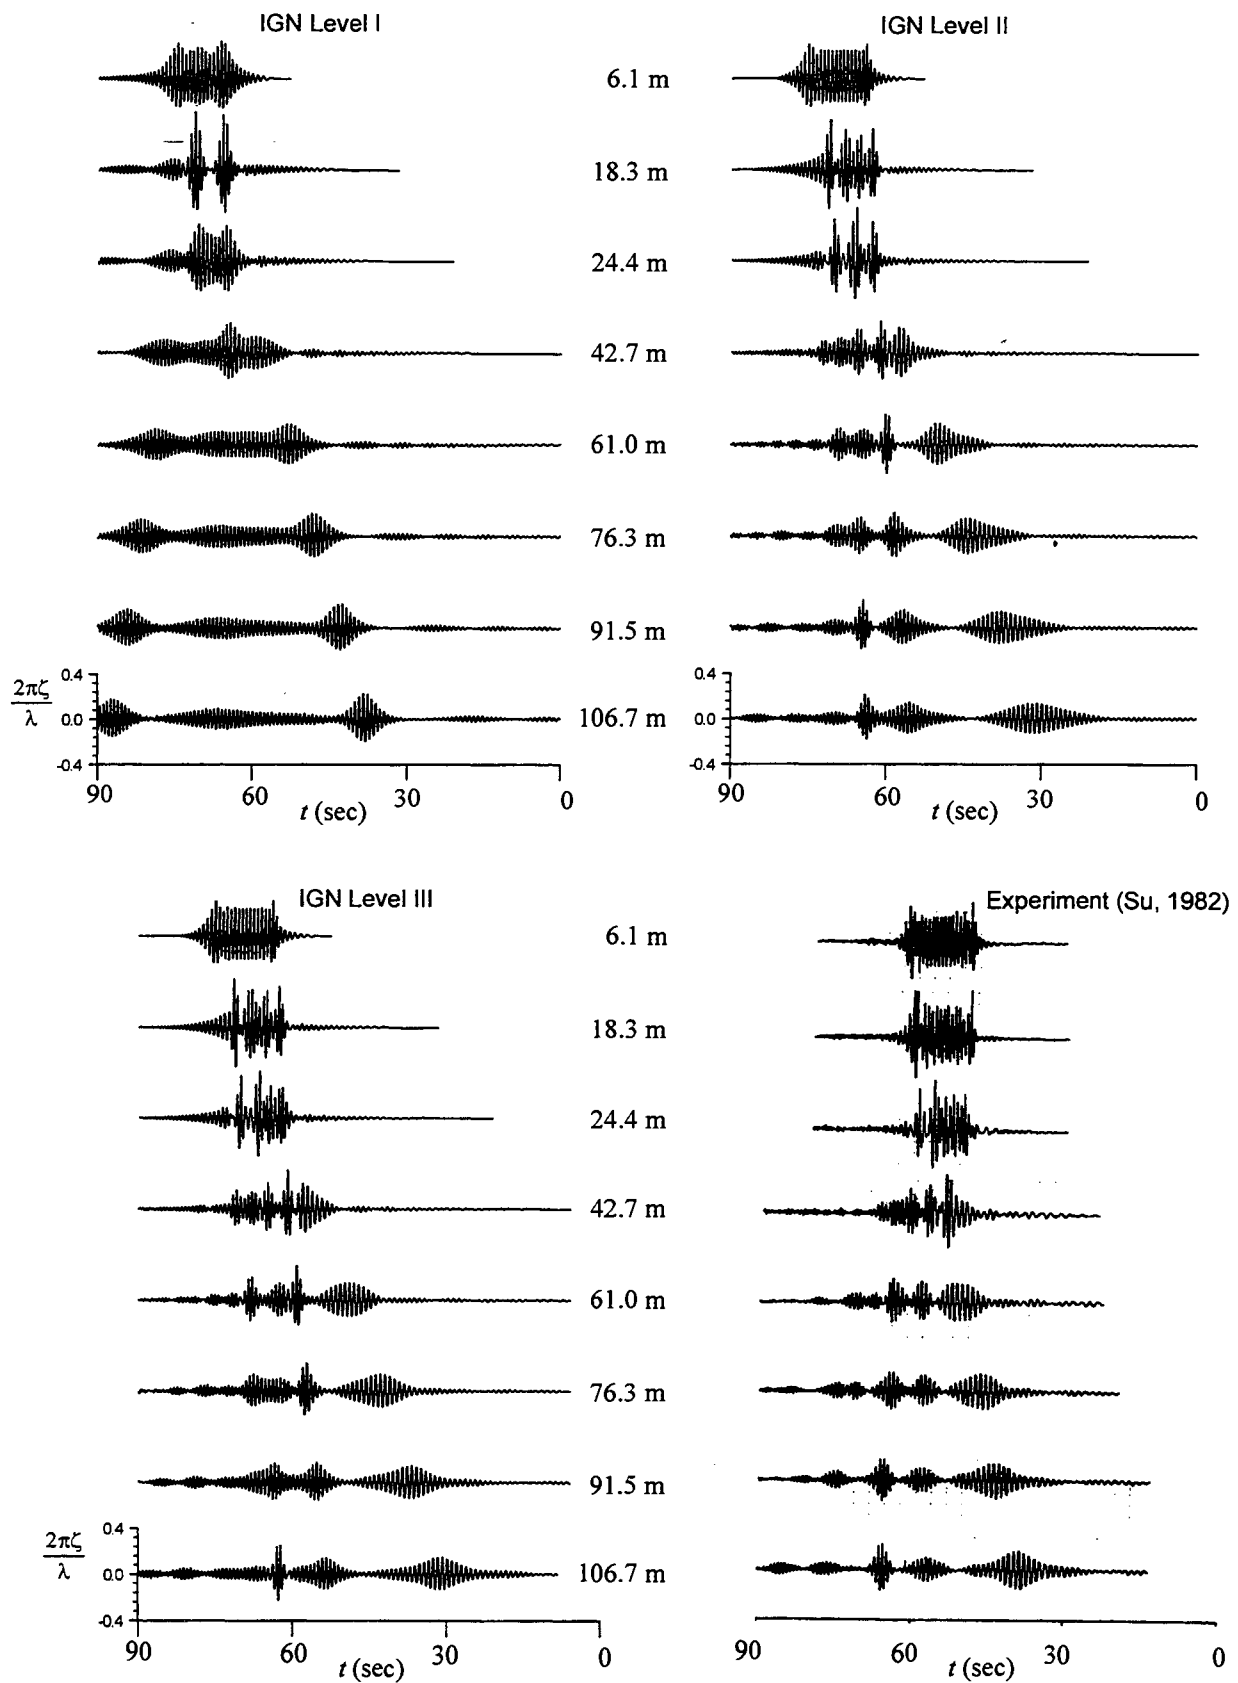 IGN Level I
IGN Level II
6.1 m
18.3 m
24.4 m
42.7 m
61.0 m
76.3 m
91.5 m
106.7 m
2πζ
λ
0.4
0.0
-0.4
90
60
30
0
t (sec)
0.4
0.0
-0.4
90
60
30
0
t (sec)
IGN Level III
Experiment (Su, 1982)
6.1 m
18.3 m
24.4 m
42.7 m
61.0 m
76.3 m
91.5 m
106.7 m
2πζ
λ
0.4
0.0
-0.4
90
60
30
0
t (sec)
90
60
30
0
t (sec)